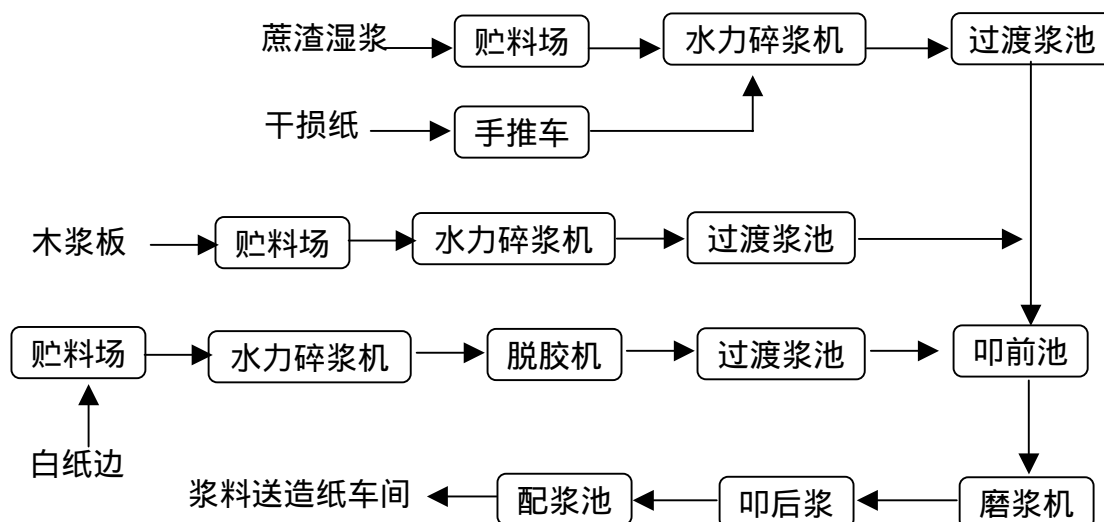 蔗渣湿浆 贮料场 水力碎浆机 过渡浆池
干损纸 手推车
木浆板 贮料场 水力碎浆机 过渡浆池
贮料场 水力碎浆机 脱胶机 过渡浆池 叩前池
白纸边
浆料送造纸车间 配浆池 叩后浆 磨浆机